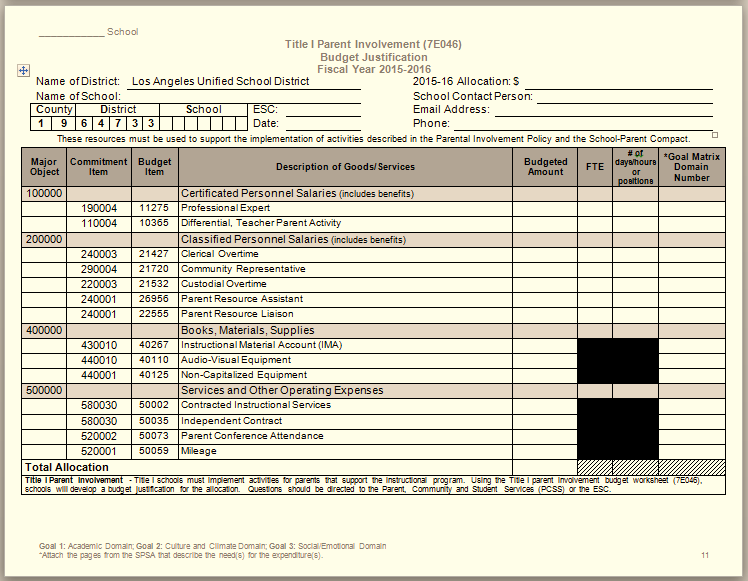 ____________ School
Title I Parent Involvement (7E046)
Budget Justification
Fiscal Year 2015-2016
Name of District: Los Angeles Unified School District 2015-16 Allocation: $
Name of School: School Contact Person:
County District School ESC: Email Address:
1 9 6 4 7 3 3 Date: Phone:
These resources must be used to support the implementation of activities described in the Parental Involvement Policy and the School-Parent Compact.
Major Object Commitment Item Budget Item Description of Goods/Services Budgeted Amount FTE # of days/hours or positions *Goal Matrix Domain Number
100000 Certificated Personnel Salaries (includes benefits)
190004 11275 Professional Expert
110004 10365 Differential, Teacher Parent Activity
200000 Classified Personnel Salaries (includes benefits)
240003 21427 Clerical Overtime
290004 21720 Community Representative
220003 21532 Custodial Overtime
240001 26956 Parent Resource Assistant
240001 22555 Parent Resource Liaison
400000 Books, Materials, Supplies
430010 40267 Instructional Material Account (IMA)
440010 40110 Audio-Visual Equipment
440001 40125 Non-Capitalized Equipment
500000 Services and Other Operating Expenses
580030 50002 Contracted Instructional Services
580030 50035 Independent Contract
520002 50073 Parent Conference Attendance
520001 50059 Mileage
Total Allocation
Title I Parent Involvement - Title I schools must implement activities for parents that support the instructional program. Using the Title I parent involvement budget worksheet (7E046),
schools will develop a budget justification for the allocation. Questions should be directed to the Parent, Community and Student Services (PCSS) or the ESC.
Goal 1: Academic Domain; Goal 2: Culture and Climate Domain; Goal 3: Social/Emotional Domain
*Attach the pages from the SPSA that describe the need(s) for the expenditure(s). 11